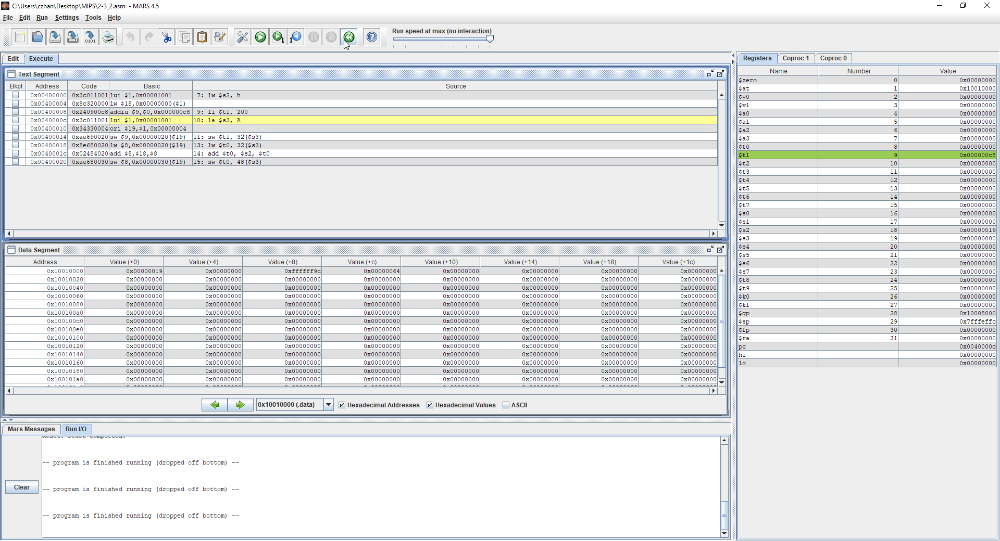 C:\Users\czhan\Desktop\MIPS\2-3_2.asm - MARS 4.5
File Edit Run Settings Tools Help
Run speed at max (no interaction)
Edit Execute
Text Segment
Bkpt Address Code Basic Source
0x00400000 0x3c011001 lui $1,0x00001001 7: lw $s2, h
0x00400004 0x8c320000 lw $18,0x00000000($1)
0x00400008 0x240900c8 addiu $9,$0,0x000000c8 9: li $t1, 200
0x0040000c 0x3c011001 lui $1,0x00001001 10: la $s3, A
0x00400010 0x34330004 ori $19,$1,0x00000004
0x00400014 0xae690020 sw $9,0x00000020($19) 11: sw $t1, 32($s3)
0x00400018 0x8e680020 lw $8,0x00000020($19) 13: lw $t0, 32($s3)
0x0040001c 0x02484020 add $8,$18,$8 14: add $t0, $s2, $t0
0x00400020 0xae680030 sw $8,0x00000030($19) 15: sw $t0, 48($s3)
Data Segment
Address Value (+0) Value (+4) Value (+8) Value (+c) Value (+10) Value (+14) Value (+18) Value (+1c)
0x10010000 0x00000019 0x00000000 0xffffff9c 0x00000064 0x00000000 0x00000000 0x00000000 0x00000000
0x10010020 0x00000000 0x00000000 0x00000000 0x00000000 0x00000000 0x00000000 0x00000000 0x00000000
0x10010040 0x00000000 0x00000000 0x00000000 0x00000000 0x00000000 0x00000000 0x00000000 0x00000000
0x10010060 0x00000000 0x00000000 0x00000000 0x00000000 0x00000000 0x00000000 0x00000000 0x00000000
0x10010080 0x00000000 0x00000000 0x00000000 0x00000000 0x00000000 0x00000000 0x00000000 0x00000000
0x100100a0 0x00000000 0x00000000 0x00000000 0x00000000 0x00000000 0x00000000 0x00000000 0x00000000
0x100100c0 0x00000000 0x00000000 0x00000000 0x00000000 0x00000000 0x00000000 0x00000000 0x00000000
0x100100e0 0x00000000 0x00000000 0x00000000 0x00000000 0x00000000 0x00000000 0x00000000 0x00000000
0x10010100 0x00000000 0x00000000 0x00000000 0x00000000 0x00000000 0x00000000 0x00000000 0x00000000
0x10010120 0x00000000 0x00000000 0x00000000 0x00000000 0x00000000 0x00000000 0x00000000 0x00000000
0x10010140 0x00000000 0x00000000 0x00000000 0x00000000 0x00000000 0x00000000 0x00000000 0x00000000
0x10010160 0x00000000 0x00000000 0x00000000 0x00000000 0x00000000 0x00000000 0x00000000 0x00000000
0x10010180 0x00000000 0x00000000 0x00000000 0x00000000 0x00000000 0x00000000 0x00000000 0x00000000
0x100101a0 0x00000000 0x00000000 0x00000000 0x00000000 0x00000000 0x00000000 0x00000000 0x00000000
0x10010000 (.data) Hexadecimal Addresses Hexadecimal Values ASCII
Mars Messages Run I/O
Reset: reset completed.
-- program is finished running (dropped off bottom) --
-- program is finished running (dropped off bottom) --
-- program is finished running (dropped off bottom) --
Clear
Registers Coproc 1 Coproc 0
Name Number Value
$zero 0 0x00000000
$at 1 0x10010000
$v0 2 0x00000000
$v1 3 0x00000000
$a0 4 0x00000000
$a1 5 0x00000000
$a2 6 0x00000000
$a3 7 0x00000000
$t0 8 0x00000000
$t1 9 0x000000c8
$t2 10 0x00000000
$t3 11 0x00000000
$t4 12 0x00000000
$t5 13 0x00000000
$t6 14 0x00000000
$t7 15 0x00000000
$s0 16 0x00000000
$s1 17 0x00000000
$s2 18 0x00000019
$s3 19 0x00000000
$s4 20 0x00000000
$s5 21 0x00000000
$s6 22 0x00000000
$s7 23 0x00000000
$t8 24 0x00000000
$t9 25 0x00000000
$k0 26 0x00000000
$k1 27 0x00000000
$gp 28 0x10008000
$sp 29 0x7fffeffc
$fp 30 0x00000000
$ra 31 0x00000000
pc 0x0040000c
hi 0x00000000
lo 0x00000000